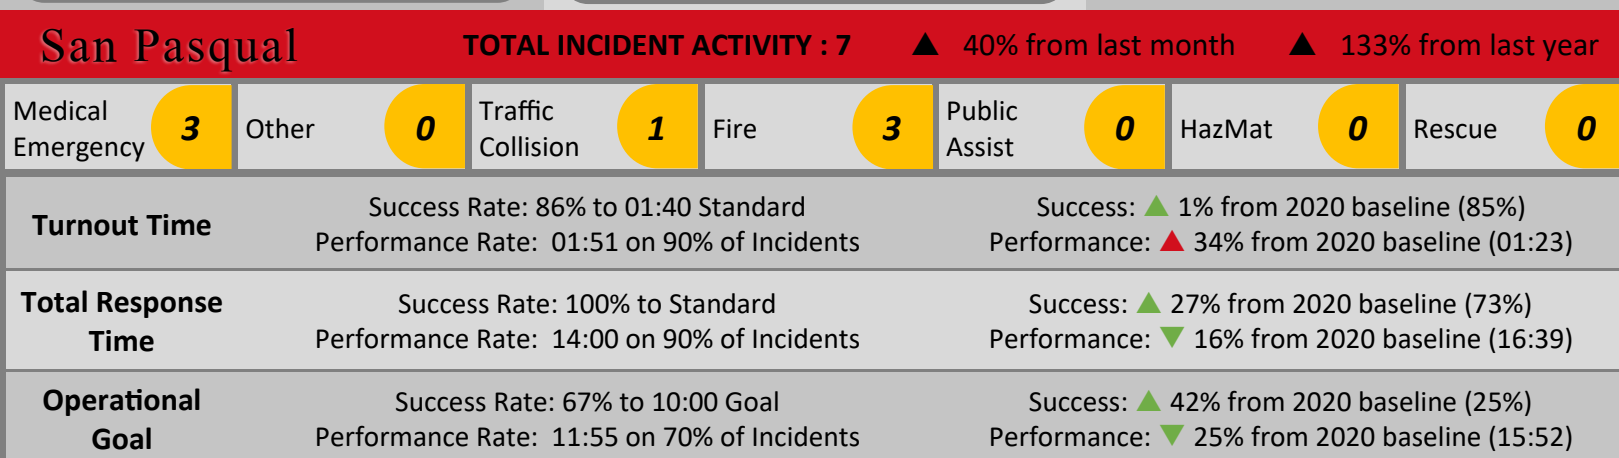 San Pasqual TOTAL INCIDENT ACTIVITY : 7 ▲ 40% from last month ▲ 133% from last year
Medical Emergency 3 Other 0 Traffic Collision 1 Fire 3 Public Assist 0 HazMat 0 Rescue 0
Turnout Time
Success Rate: 86% to 01:40 Standard
Performance Rate: 01:51 on 90% of Incidents
Success: ▲ 1% from 2020 baseline (85%)
Performance: ▲ 34% from 2020 baseline (01:23)
Total Response
Time
Success Rate: 100% to Standard
Performance Rate: 14:00 on 90% of Incidents
Success: ▲ 27% from 2020 baseline (73%)
Performance: ▼ 16% from 2020 baseline (16:39)
Operational
Goal
Success Rate: 67% to 10:00 Goal
Performance Rate: 11:55 on 70% of Incidents
Success: ▲ 42% from 2020 baseline (25%)
Performance: ▼ 25% from 2020 baseline (15:52)